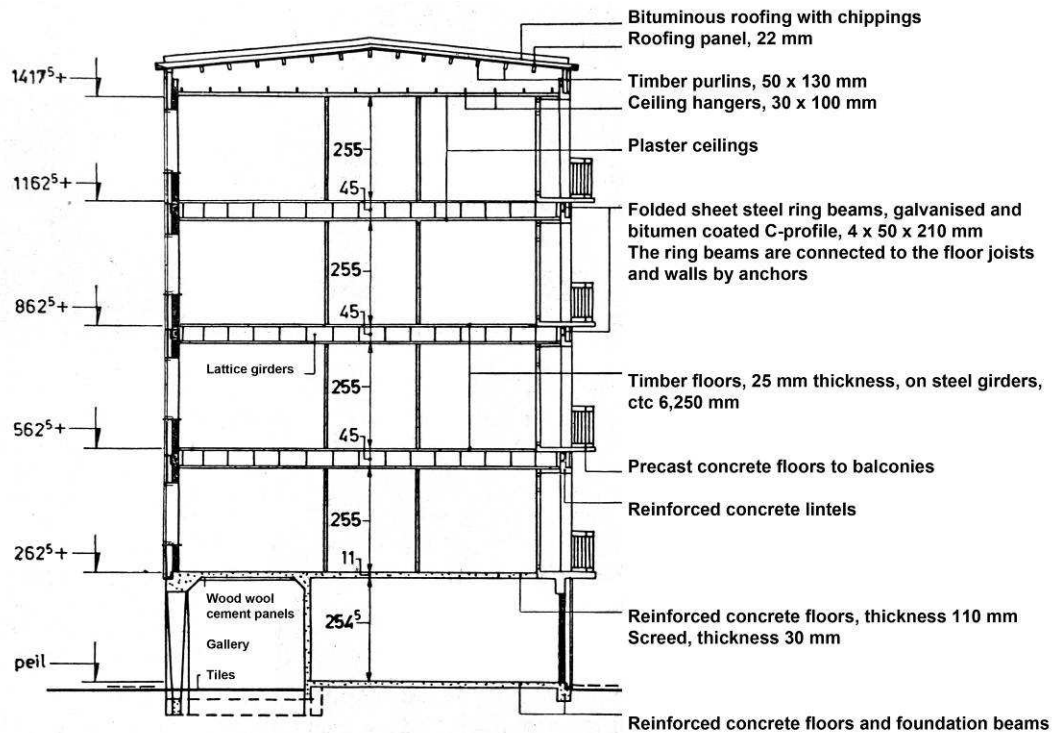 Bituminous roofing with chippings
Roofing panel, 22 mm
1417⁵+
Timber purlins, 50 x 130 mm
Ceiling hangers, 30 x 100 mm
255
Plaster ceilings
1162⁵+
45
Folded sheet steel ring beams, galvanised and
bitumen coated C-profile, 4 x 50 x 210 mm
The ring beams are connected to the floor joists
and walls by anchors
255
862⁵+
45
Lattice girders
255
Timber floors, 25 mm thickness, on steel girders,
ctc 6,250 mm
562⁵+
45
Precast concrete floors to balconies
Reinforced concrete lintels
255
262⁵+
11
Wood wool
cement panels
254⁵
Reinforced concrete floors, thickness 110 mm
Screed, thickness 30 mm
Gallery
peil
Tiles
Reinforced concrete floors and foundation beams